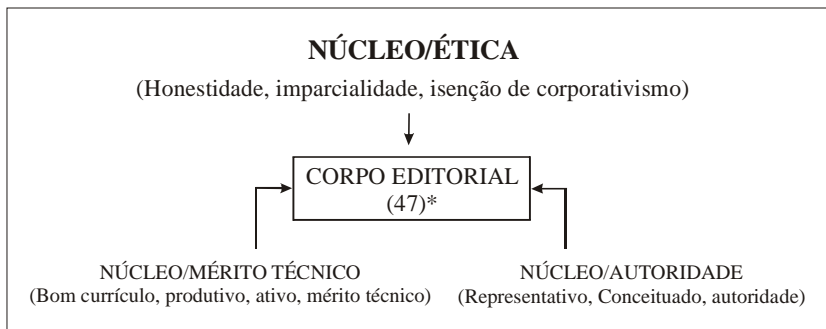 NÚCLEO/ÉTICA
(Honestidade, imparcialidade, isenção de corporativismo)
CORPO EDITORIAL
(47)*
NÚCLEO/MÉRITO TÉCNICO
(Bom currículo, produtivo, ativo, mérito técnico)
NÚCLEO/AUTORIDADE
(Representativo, Conceituado, autoridade)